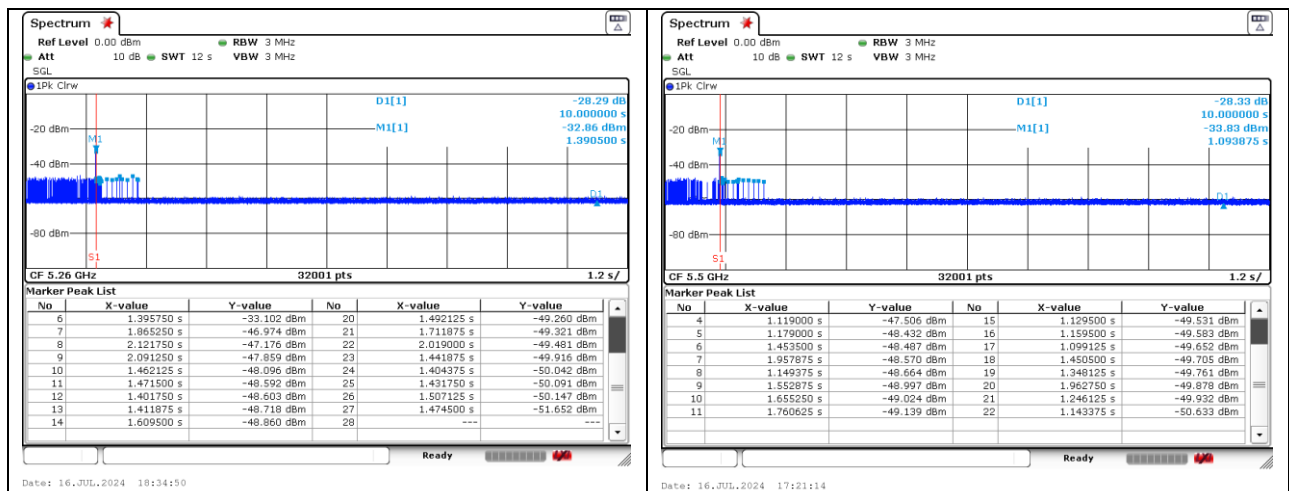 Spectrum
Ref Level 0.00 dBm RBW 3 MHz
Att 10 dB SWT 12 s VBW 3 MHz
SGL
1Pk Clrw
D1[1] -28.29 dB
10.000000 s
M1[1] -32.86 dBm
1.390500 s
-20 dBm
M1
-40 dBm
D1
-80 dBm
S1
CF 5.26 GHz 32001 pts 1.2 s/
Marker Peak List
No X-value Y-value No X-value Y-value
6 1.395750 s -33.102 dBm 20 1.492125 s -49.260 dBm
7 1.865250 s -46.974 dBm 21 1.711875 s -49.321 dBm
8 2.121750 s -47.176 dBm 22 2.019000 s -49.481 dBm
9 2.091250 s -47.859 dBm 23 1.441875 s -49.916 dBm
10 1.462125 s -48.096 dBm 24 1.404375 s -50.042 dBm
11 1.471500 s -48.592 dBm 25 1.431750 s -50.091 dBm
12 1.401750 s -48.603 dBm 26 1.507125 s -50.147 dBm
13 1.411875 s -48.718 dBm 27 1.474500 s -51.652 dBm
14 1.609500 s -48.860 dBm 28 --- ---
Ready
Date: 16.JUL.2024 18:34:50
Spectrum
Ref Level 0.00 dBm RBW 3 MHz
Att 10 dB SWT 12 s VBW 3 MHz
SGL
1Pk Clrw
D1[1] -28.33 dB
10.000000 s
M1[1] -33.83 dBm
1.093875 s
-20 dBm
M1
-40 dBm
D1
-80 dBm
S1
CF 5.5 GHz 32001 pts 1.2 s/
Marker Peak List
No X-value Y-value No X-value Y-value
4 1.119000 s -47.506 dBm 15 1.129500 s -49.531 dBm
5 1.179000 s -48.432 dBm 16 1.159500 s -49.583 dBm
6 1.453500 s -48.487 dBm 17 1.099125 s -49.652 dBm
7 1.957875 s -48.570 dBm 18 1.450500 s -49.705 dBm
8 1.149375 s -48.664 dBm 19 1.348125 s -49.761 dBm
9 1.552875 s -48.997 dBm 20 1.962750 s -49.878 dBm
10 1.655250 s -49.024 dBm 21 1.246125 s -49.932 dBm
11 1.760625 s -49.139 dBm 22 1.143375 s -50.633 dBm
Ready
Date: 16.JUL.2024 17:21:14